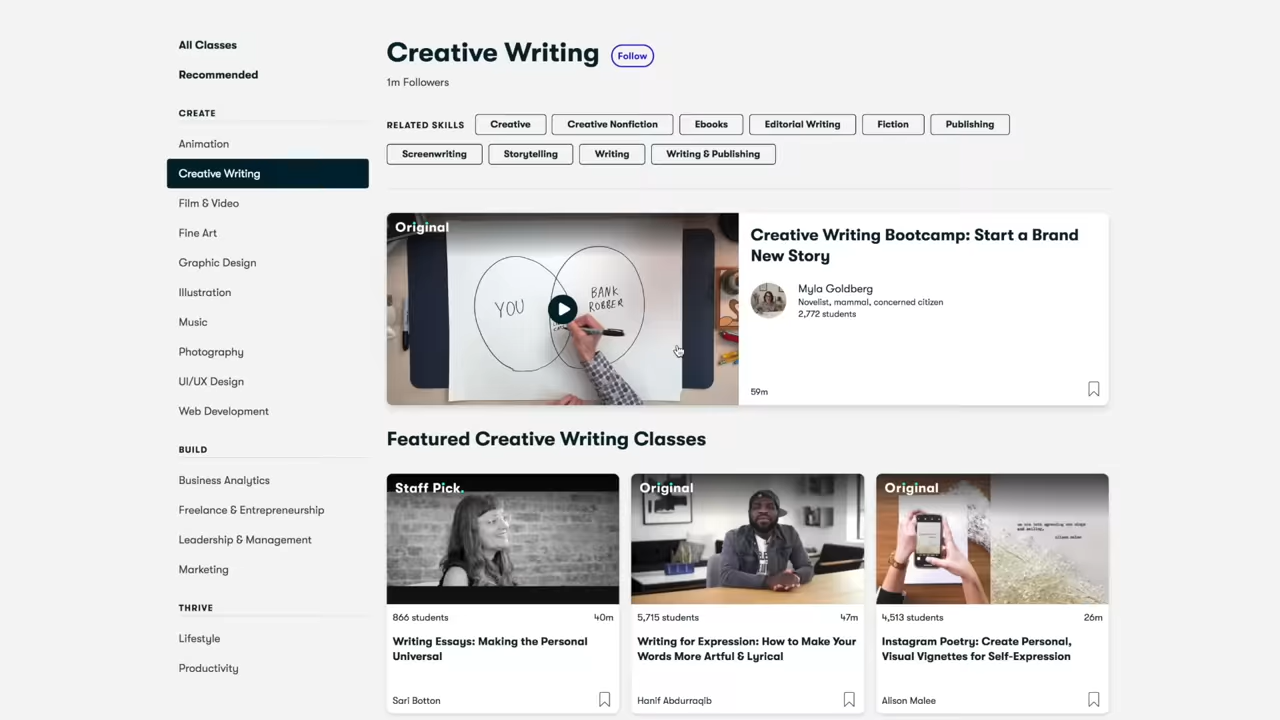 All Classes
Recommended
CREATE
Animation
Creative Writing
Film & Video
Fine Art
Graphic Design
Illustration
Music
Photography
UI/UX Design
Web Development
BUILD
Business Analytics
Freelance & Entrepreneurship
Leadership & Management
Marketing
THRIVE
Lifestyle
Productivity
Creative Writing Follow
1m Followers
RELATED SKILLS Creative Creative Nonfiction Ebooks Editorial Writing Fiction Publishing
Screenwriting Storytelling Writing Writing & Publishing
Original
YOU
BANK
ROBBER
Creative Writing Bootcamp: Start a Brand
New Story
Myla Goldberg
Novelist, mammal, concerned citizen
2,772 students
59m
Featured Creative Writing Classes
Staff Pick.
866 students 40m
Writing Essays: Making the Personal
Universal
Sari Botton
Original
5,715 students 47m
Writing for Expression: How to Make Your
Words More Artful & Lyrical
Hanif Abdurraqib
Original
4,513 students 26m
Instagram Poetry: Create Personal,
Visual Vignettes for Self-Expression
Alison Malee